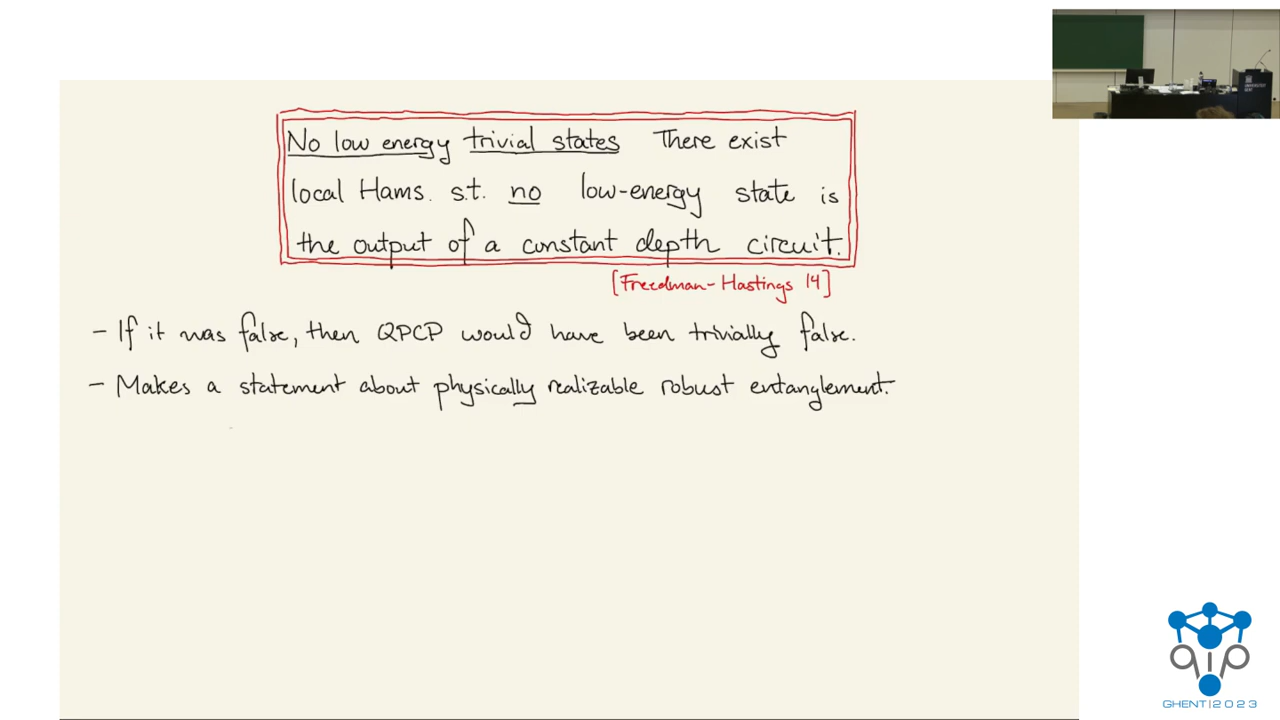 No low energy trivial states There exist
local Hams. s.t. no low-energy state is
the output of a constant depth circuit.
[Freedman-Hastings 14]
- If it was false, then QPCP would have been trivially false.
- Makes a statement about physically realizable robust entanglement.
qip
GHENT|2023